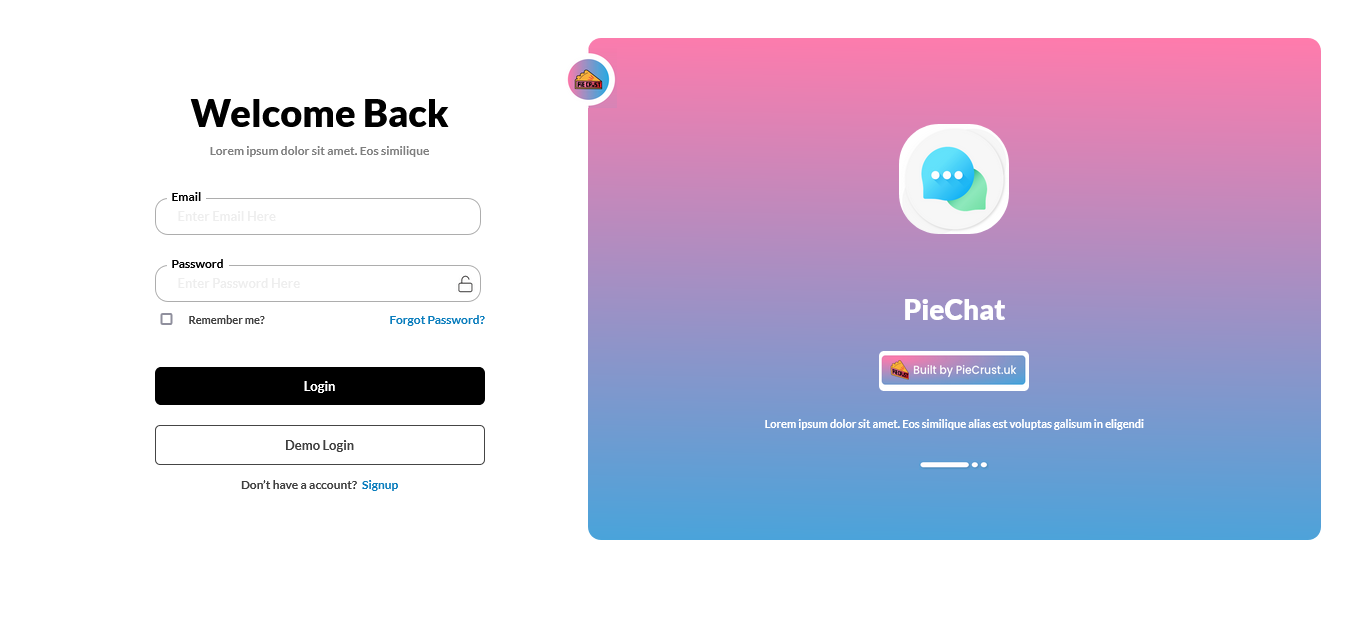 Welcome Back
Lorem ipsum dolor sit amet. Eos similique
Email
Enter Email Here
Password
Enter Password Here
Remember me?
Forgot Password?
Login
Demo Login
Don't have a account? Signup
PIE CHAT
PieChat
Built by PieCrust.uk
Lorem ipsum dolor sit amet. Eos similique alias est voluptas galisum in eligendi